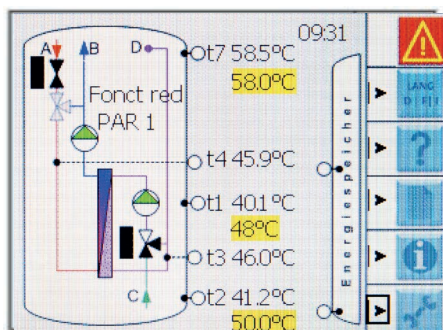 09:31
A B D
t7 58.5°C
58.0°C
Fonct red
PAR 1
t4 45.9°C
t1 40.1°C
48°C
t3 46.0°C
C
t2 41.2°C
50.0°C
Energiespeicher
LANG
D F I
?
i